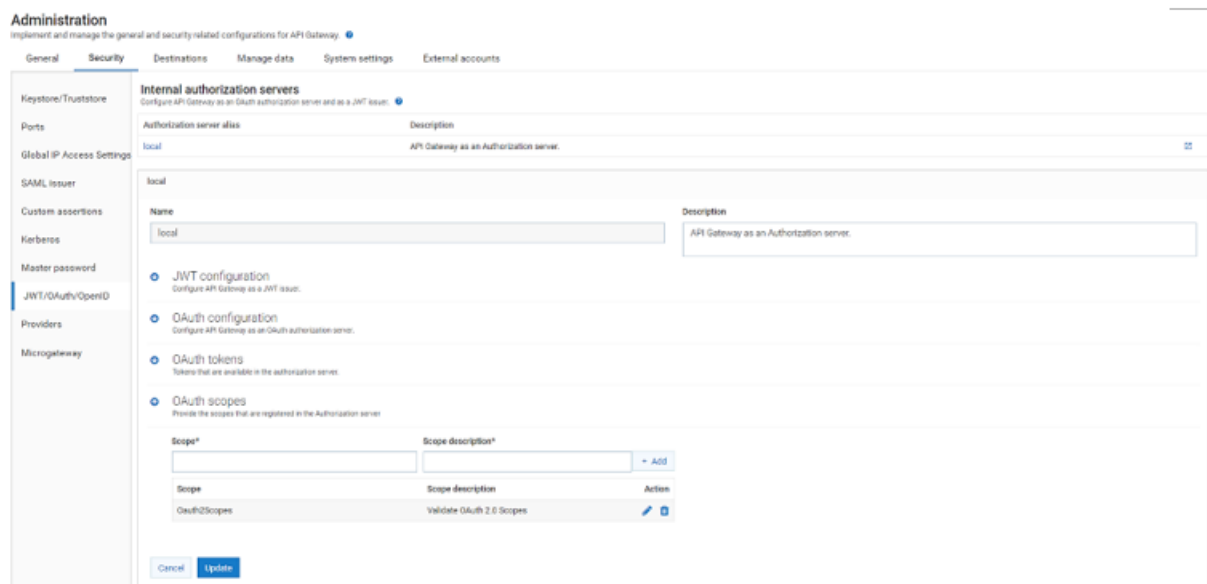 Administration
Implement and manage the general and security related configurations for API Gateway.
General Security Destinations Manage data System settings External accounts
Keystore/Truststore
Ports
Global IP Access Settings
SAML issuer
Custom assertions
Kerberos
Master password
JWT/OAuth/OpenID
Providers
Microgateway
Internal authorization servers
Configure API Gateway as an OAuth authorization server and as a JWT issuer.
Authorization server alias Description
local API Gateway as an Authorization server.
local
Name Description
local API Gateway as an Authorization server.
JWT configuration
Configure API Gateway as a JWT issuer.
OAuth configuration
Configure API Gateway as an OAuth authorization server.
OAuth tokens
Tokens that are available in the authorization server.
OAuth scopes
Provide the scopes that are registered in the Authorization server
Scope* Scope description*
+ Add
Scope Scope description Action
Oauth2Scopes Validate OAuth 2.0 Scopes
Cancel Update